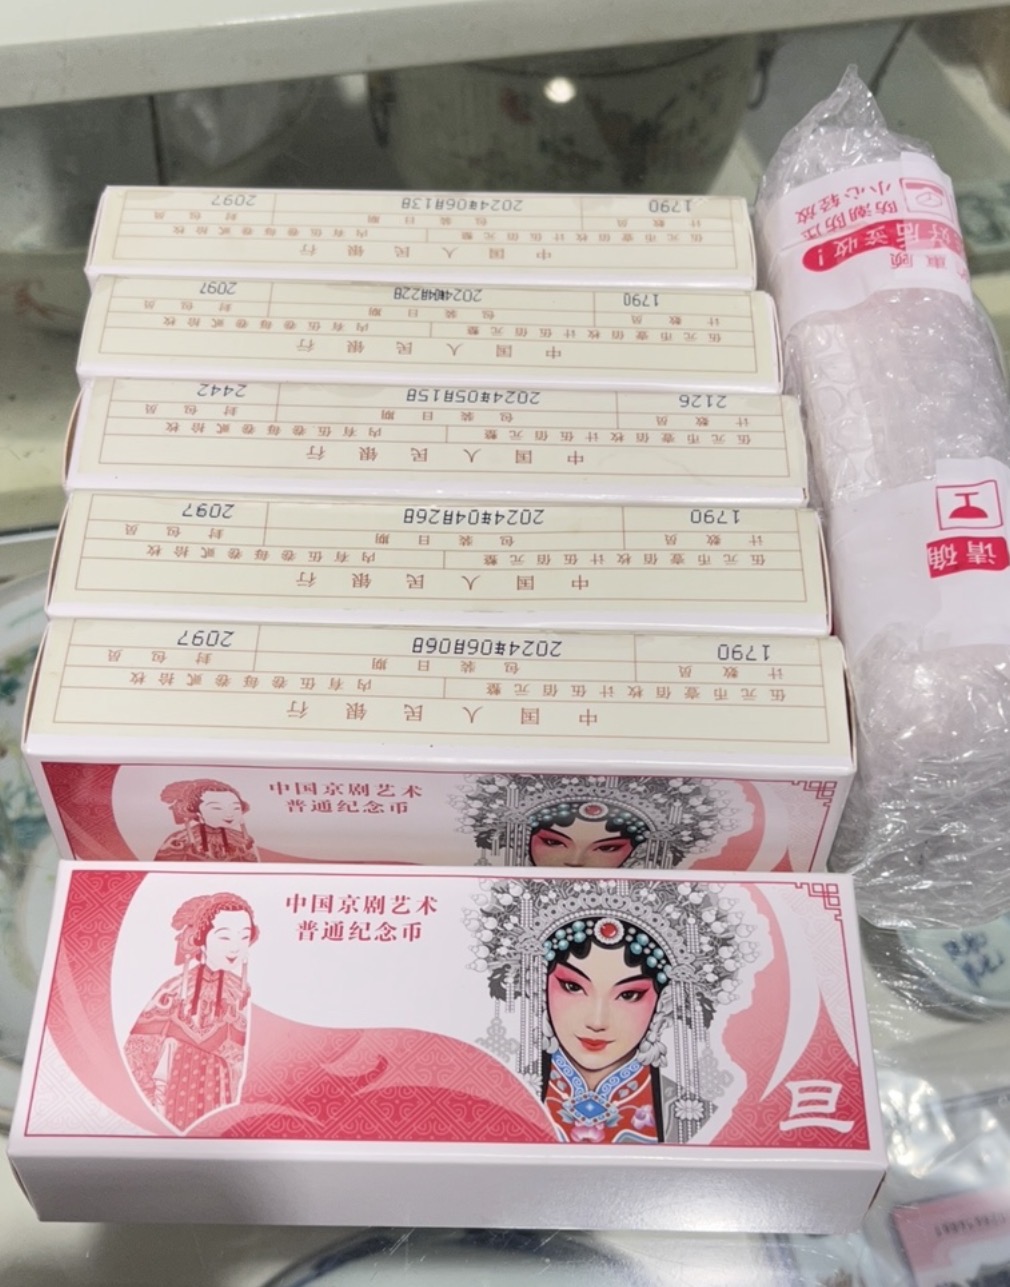 中国人民银行
伍元币壹佰枚计伍佰元整 内有伍卷每卷贰拾枚
计数员 包装日期 封包员
1790 2024年06月13日 2097
中国人民银行
伍元币壹佰枚计伍佰元整 内有伍卷每卷贰拾枚
计数员 包装日期 封包员
1790 2024年04月22日 2097
中国人民银行
伍元币壹佰枚计伍佰元整 内有伍卷每卷贰拾枚
计数员 包装日期 封包员
2126 2024年05月15日 2442
中国人民银行
伍元币壹佰枚计伍佰元整 内有伍卷每卷贰拾枚
计数员 包装日期 封包员
1790 2024年04月26日 2097
中国人民银行
伍元币壹佰枚计伍佰元整 内有伍卷每卷贰拾枚
计数员 包装日期 封包员
1790 2024年06月06日 2097
中国京剧艺术
普通纪念币
中国京剧艺术
普通纪念币
旦
惠顾
好后签收！
防潮防压
小心轻放
请确